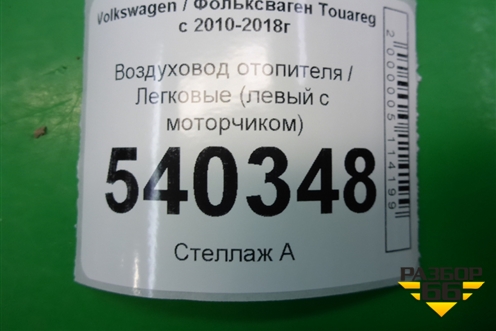 Volkswagen / Фольксваген Touareg
с 2010-2018г
Воздуховод отопителя /
Легковые (левый с
моторчиком)
540348
Стеллаж А
2000005114199
РАЗБОР
66